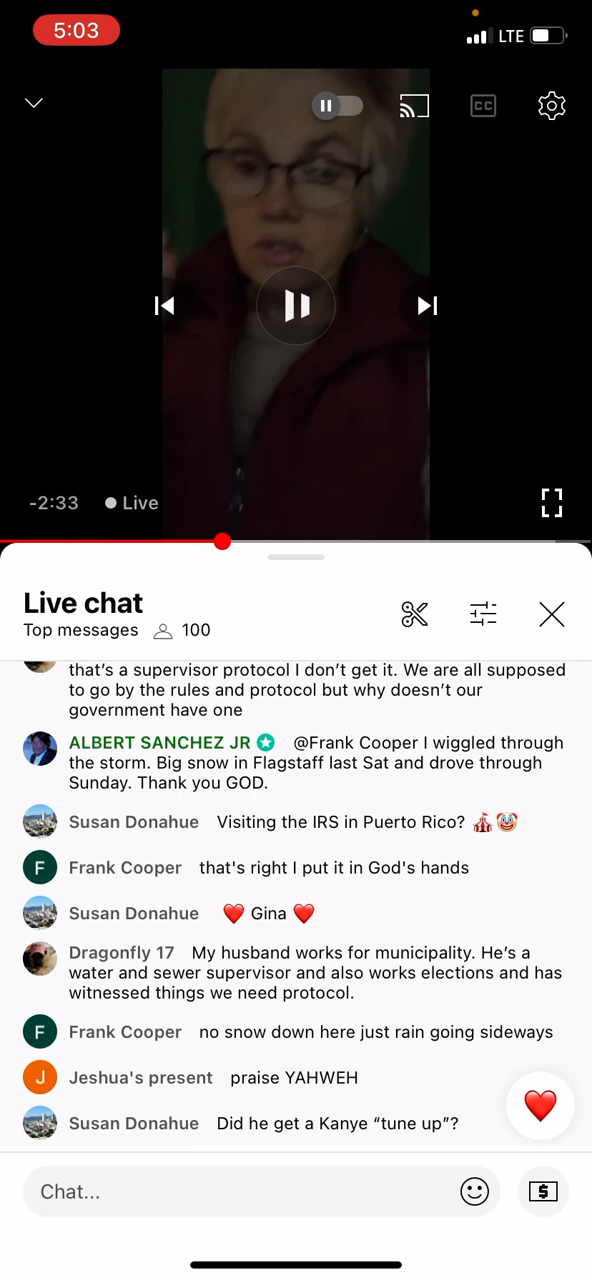 5:03
LTE
CC
-2:33 Live
Live chat
Top messages 100
that’s a supervisor protocol I don’t get it. We are all supposed
to go by the rules and protocol but why doesn’t our
government have one
ALBERT SANCHEZ JR @Frank Cooper I wiggled through
the storm. Big snow in Flagstaff last Sat and drove through
Sunday. Thank you GOD.
Susan Donahue Visiting the IRS in Puerto Rico? 🎪🤡
F Frank Cooper that's right I put it in God's hands
Susan Donahue ❤️ Gina ❤️
Dragonfly 17 My husband works for municipality. He’s a
water and sewer supervisor and also works elections and has
witnessed things we need protocol.
F Frank Cooper no snow down here just rain going sideways
J Jeshua's present praise YAHWEH
Susan Donahue Did he get a Kanye “tune up”?
Chat...
$